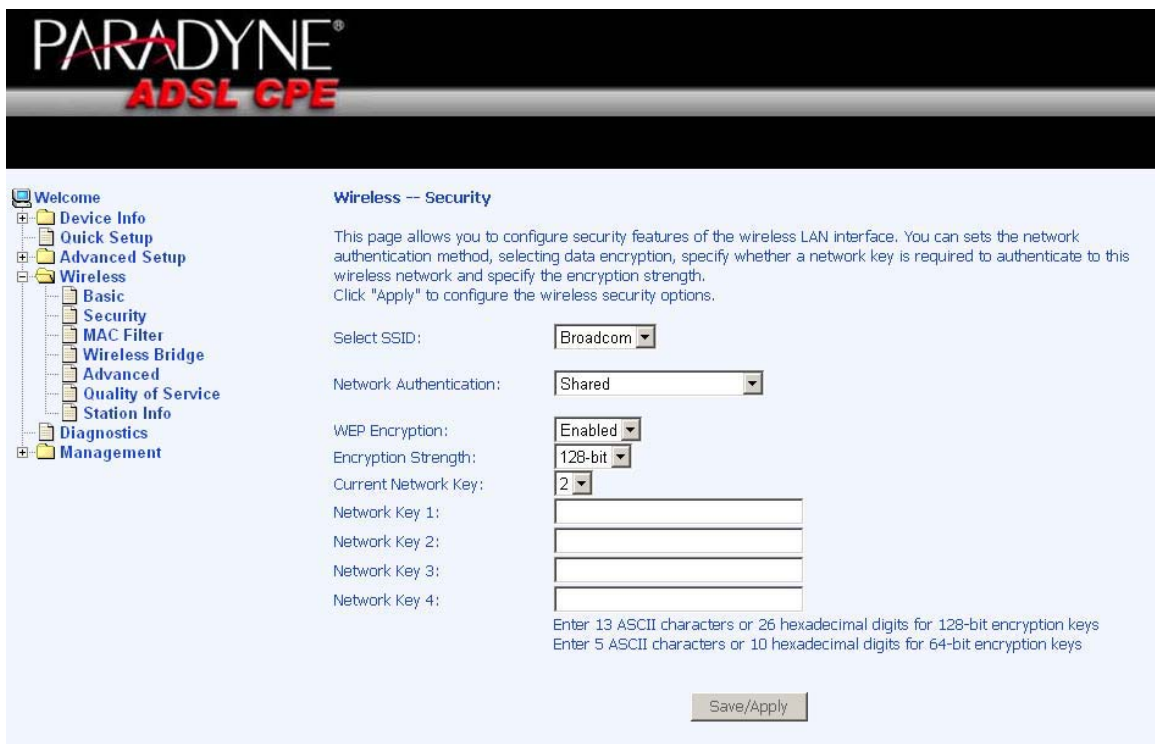 PARADYNE®
ADSL CPE
Welcome
Device Info
Quick Setup
Advanced Setup
Wireless
Basic
Security
MAC Filter
Wireless Bridge
Advanced
Quality of Service
Station Info
Diagnostics
Management
Wireless -- Security
This page allows you to configure security features of the wireless LAN interface. You can sets the network
authentication method, selecting data encryption, specify whether a network key is required to authenticate to this
wireless network and specify the encryption strength.
Click "Apply" to configure the wireless security options.
Select SSID: Broadcom
Network Authentication: Shared
WEP Encryption: Enabled
Encryption Strength: 128-bit
Current Network Key: 2
Network Key 1:
Network Key 2:
Network Key 3:
Network Key 4:
Enter 13 ASCII characters or 26 hexadecimal digits for 128-bit encryption keys
Enter 5 ASCII characters or 10 hexadecimal digits for 64-bit encryption keys
Save/Apply